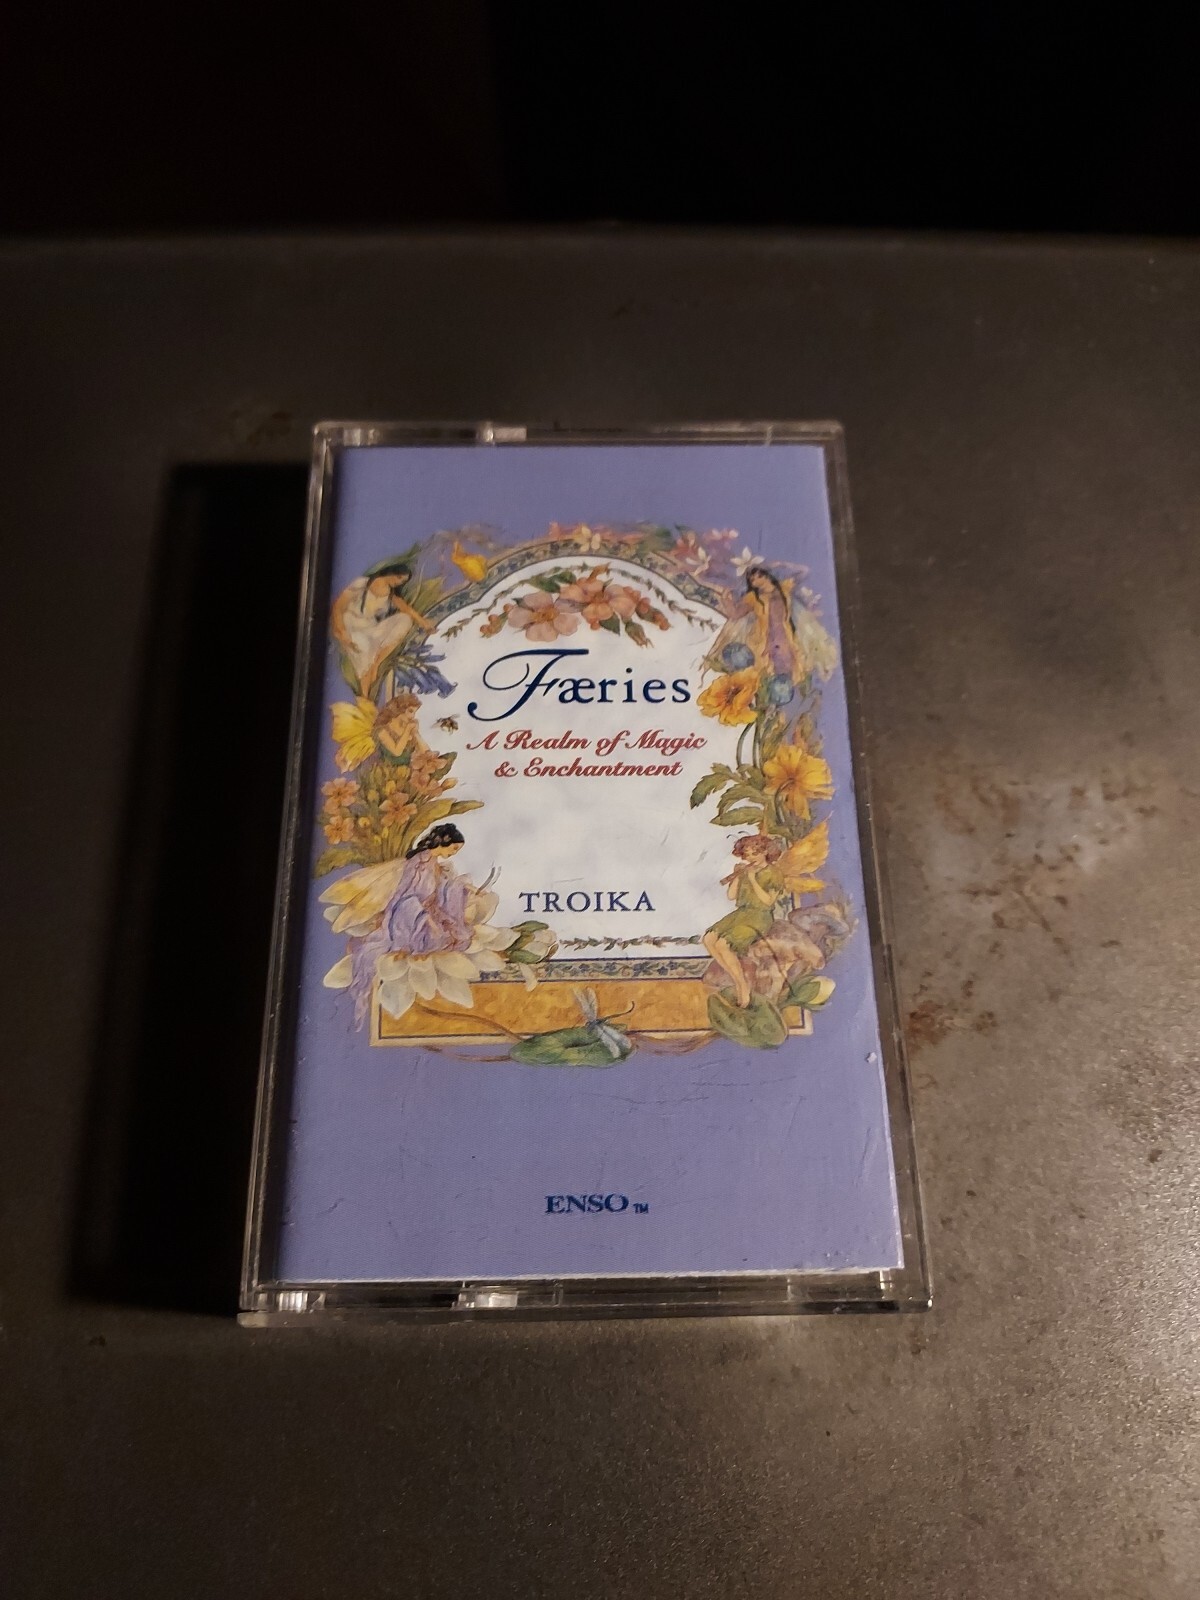 Færies
A Realm of Magic
& Enchantment
TROIKA
ENSO™